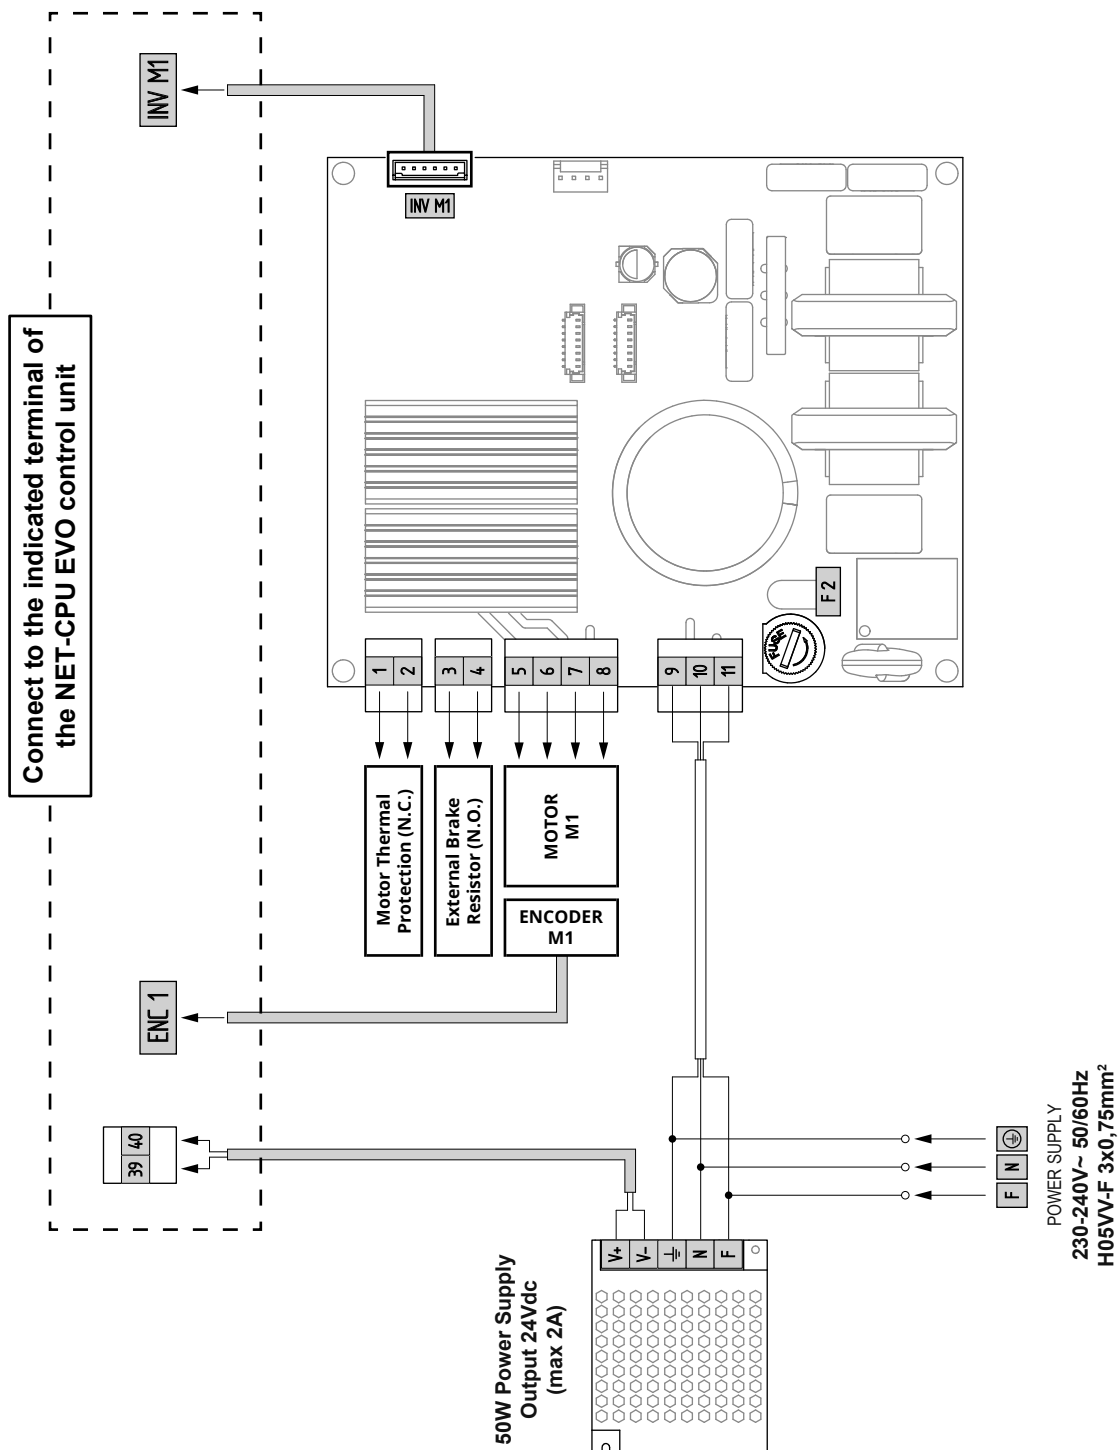 INV M1
INV M1
Connect to the indicated terminal of
the NET-CPU EVO control unit
F 2
FUSE
1
2
3
4
5
6
7
8
9
10
11
Motor Thermal
Protection (N.C.)
External Brake
Resistor (N.O.)
MOTOR
M1
ENCODER
M1
ENC 1
39
40
50W Power Supply
Output 24Vdc
(max 2A)
V+
V-
N
F
F
N
POWER SUPPLY
230-240V~ 50/60Hz
H05VV-F 3x0,75mm²